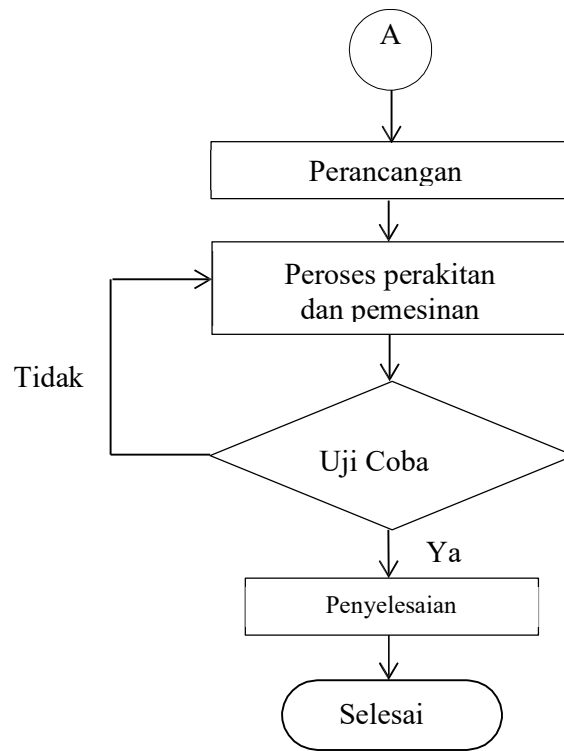 A
Perancangan
Peroses perakitan
dan pemesinan
Tidak
Uji Coba
Ya
Penyelesaian
Selesai